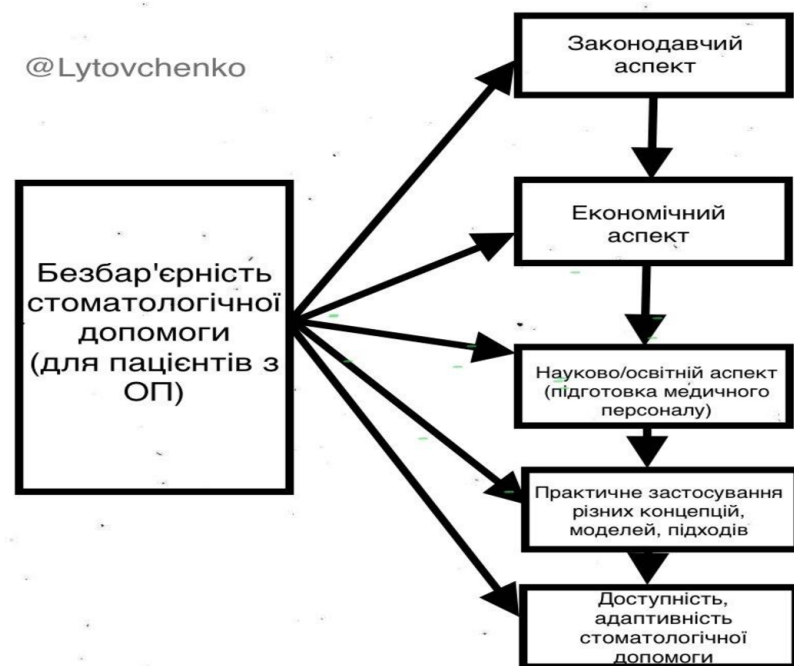 @Lytovchenko
Безбар'єрність
стоматологічної
допомоги
(для пацієнтів з
ОП)
Законодавчий
аспект
Економічний
аспект
Науково/освітній аспект
(підготовка медичного
персоналу)
Практичне застосування
різних концепцій,
моделей, підходів
Доступність,
адаптивність
стоматологічної
допомоги